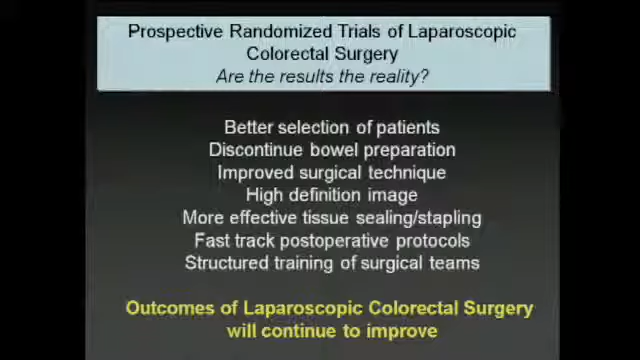 Prospective Randomized Trials of Laparoscopic
Colorectal Surgery
Are the results the reality?
Better selection of patients
Discontinue bowel preparation
Improved surgical technique
High definition image
More effective tissue sealing/stapling
Fast track postoperative protocols
Structured training of surgical teams
Outcomes of Laparoscopic Colorectal Surgery
will continue to improve